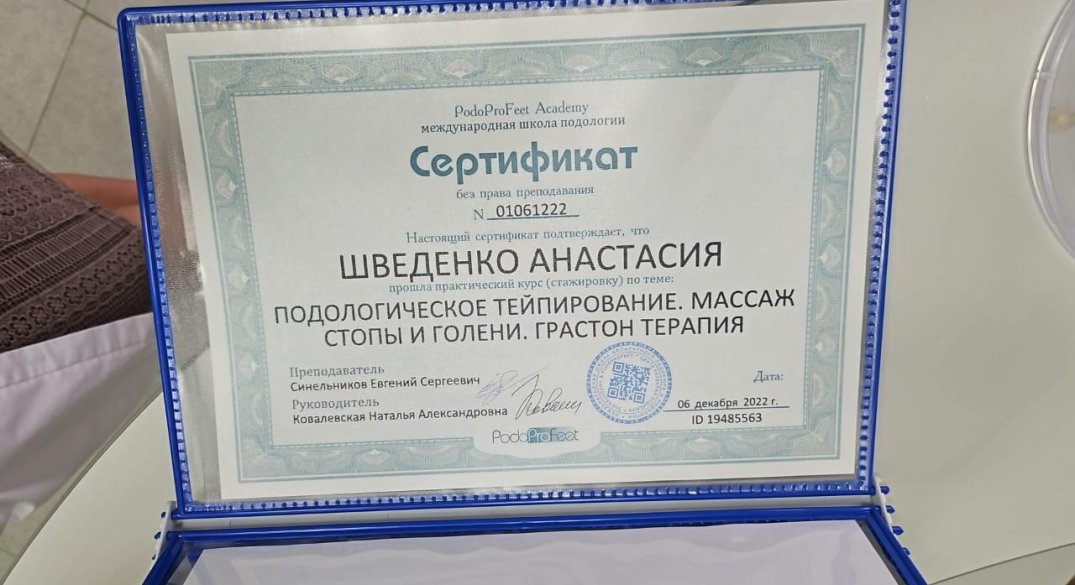 PodoProFeet Academy
международная школа подологии
Сертификат
без права преподавания
N 01061222
Настоящий сертификат подтверждает, что
ШВЕДЕНКО АНАСТАСИЯ
прошла практический курс (стажировку) по теме:
ПОДОЛОГИЧЕСКОЕ ТЕЙПИРОВАНИЕ. МАССАЖ
СТОПЫ И ГОЛЕНИ. ГРАСТОН ТЕРАПИЯ
Преподаватель
Синельников Евгений Сергеевич
Руководитель
Ковалевская Наталья Александровна
Дата:
06 декабря 2022 г.
ID 19485563
PodoProFeet